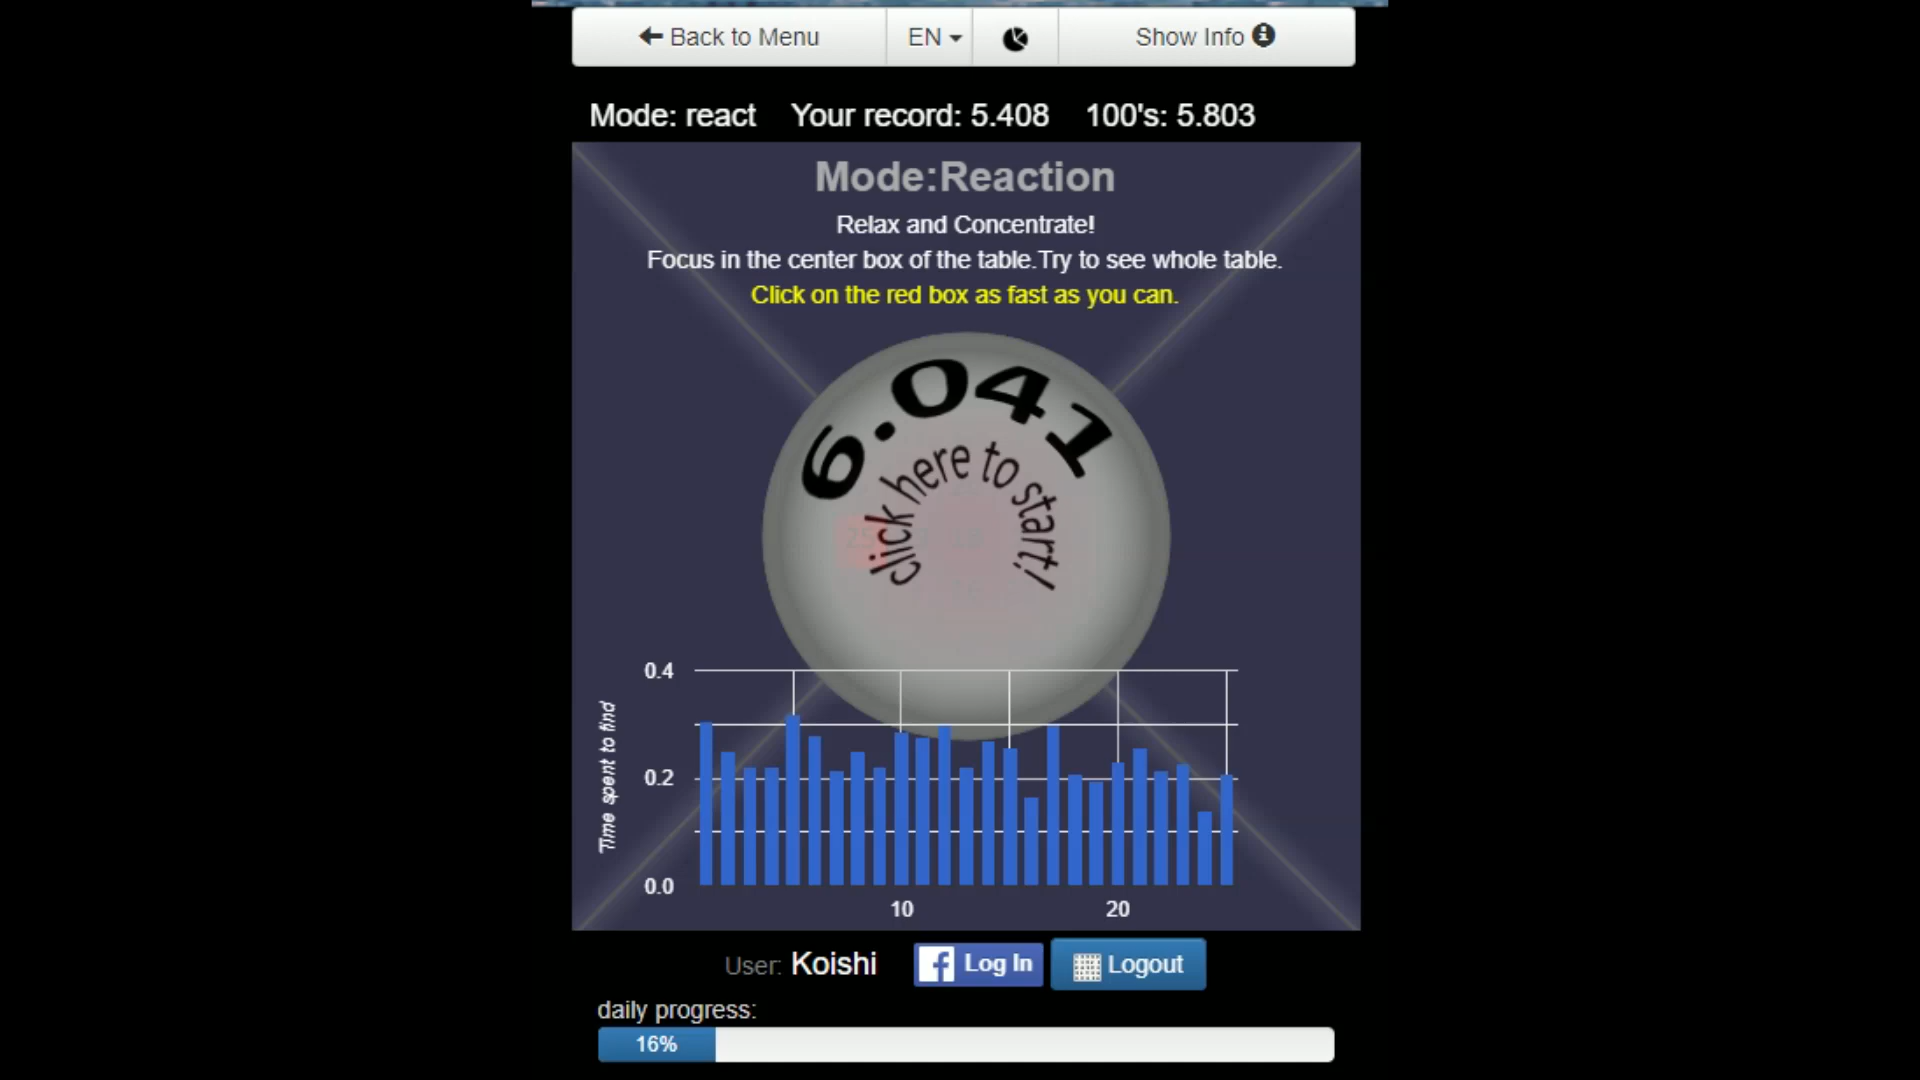 Back to Menu EN Show Info
Mode: react Your record: 5.408 100's: 5.803
Mode:Reaction
Relax and Concentrate!
Focus in the center box of the table.Try to see whole table.
Click on the red box as fast as you can.
6.041
click here to start!
0.4
0.2
0.0
Time spent to find
10 20
User: Koishi Log In Logout
daily progress:
16%